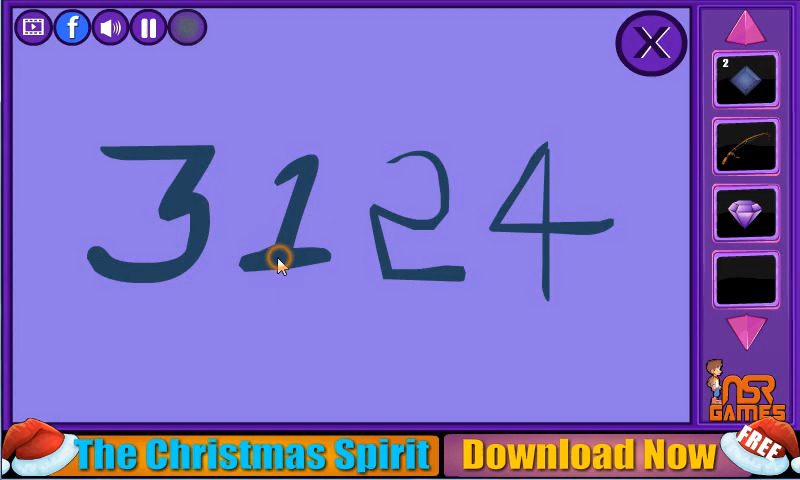 3124
2
NSR
GAMES
The Christmas Spirit
Download Now
FREE
f
X